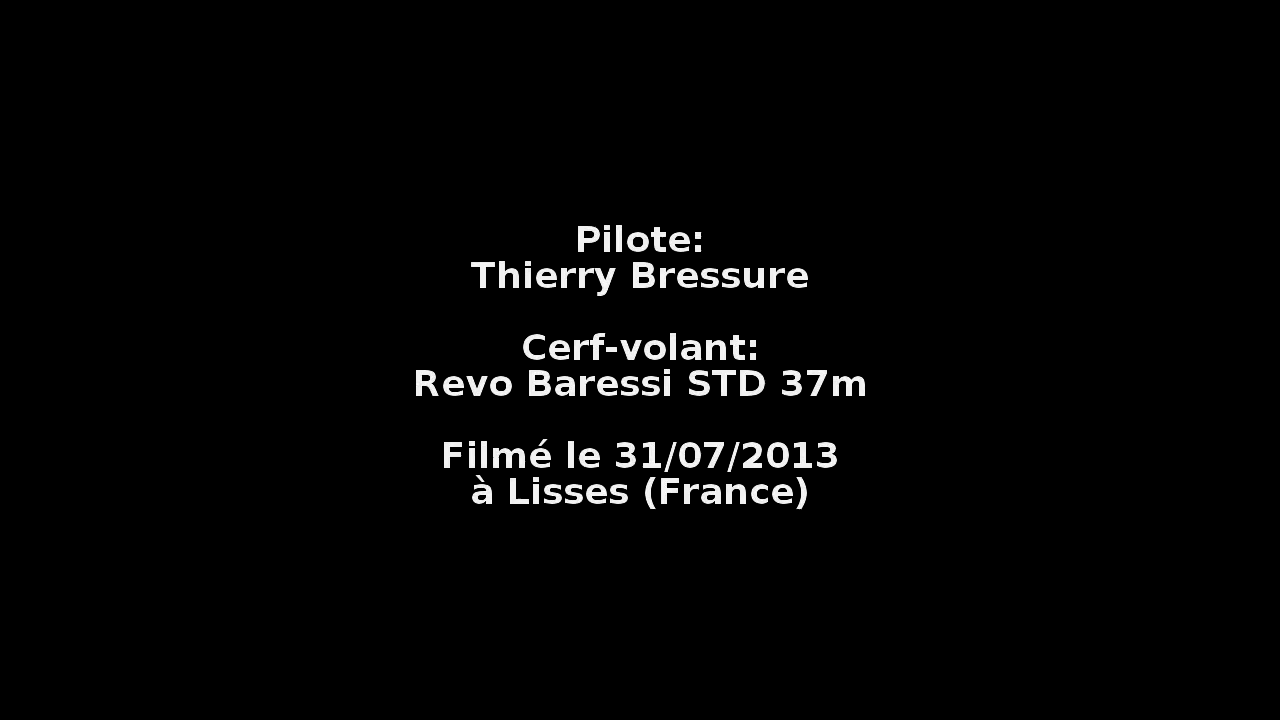 Pilote:
Thierry Bressure
Cerf-volant:
Revo Baressi STD 37m
Filmé le 31/07/2013
à Lisses (France)